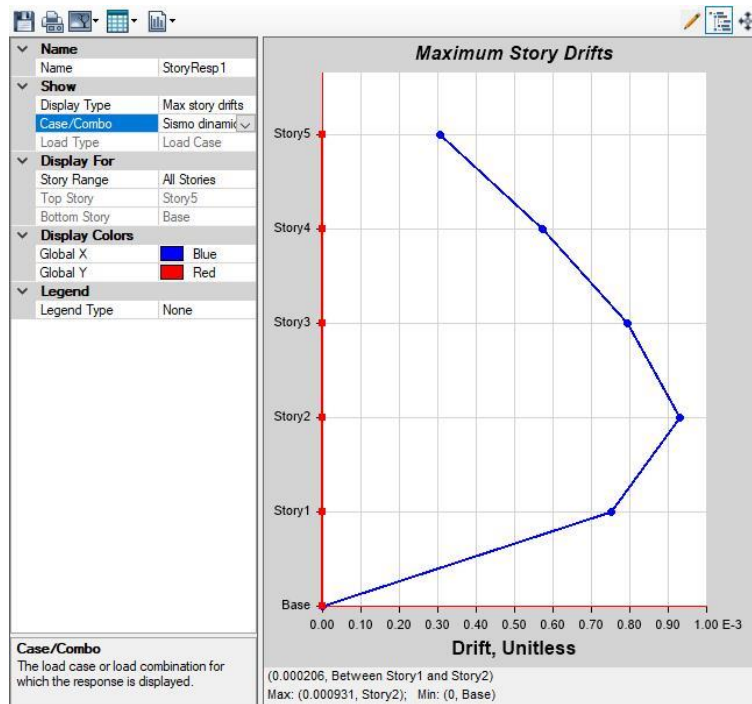 Name
Name StoryResp1
Show
Display Type Max story drifts
Case/Combo Sismo dinamic
Load Type Load Case
Display For
Story Range All Stories
Top Story Story5
Bottom Story Base
Display Colors
Global X Blue
Global Y Red
Legend
Legend Type None
Case/Combo
The load case or load combination for
which the response is displayed.
Maximum Story Drifts
Story5
Story4
Story3
Story2
Story1
Base
0.00 0.10 0.20 0.30 0.40 0.50 0.60 0.70 0.80 0.90 1.00 E-3
Drift, Unitless
(0.000206, Between Story1 and Story2)
Max: (0.000931, Story2); Min: (0, Base)